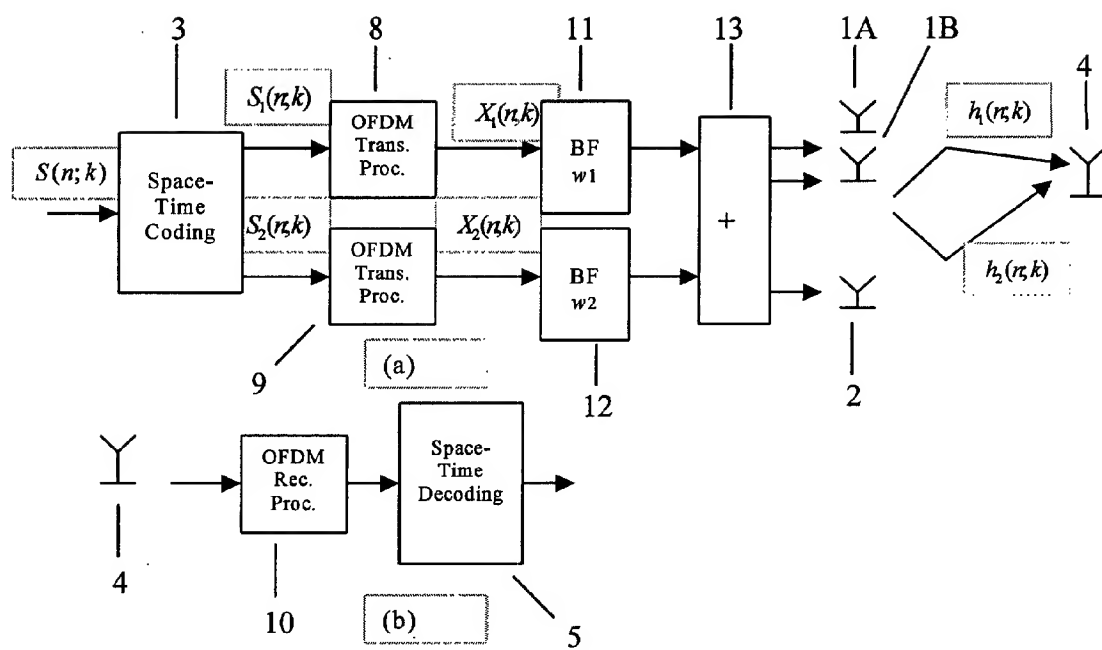 3
8
11
13
1A
1B
4
S₁(n,k)
X₁(n,k)
h₁(n;k)
OFDM
Trans.
Proc.
BF
w1
S(n; k)
Space-
Time
Coding
+
S₂(n,k)
X₂(n,k)
OFDM
Trans.
Proc.
BF
w2
h₂(n;k)
9
(a)
12
2
Space-
Time
Decoding
OFDM
Rec.
Proc.
4
10
(b)
5